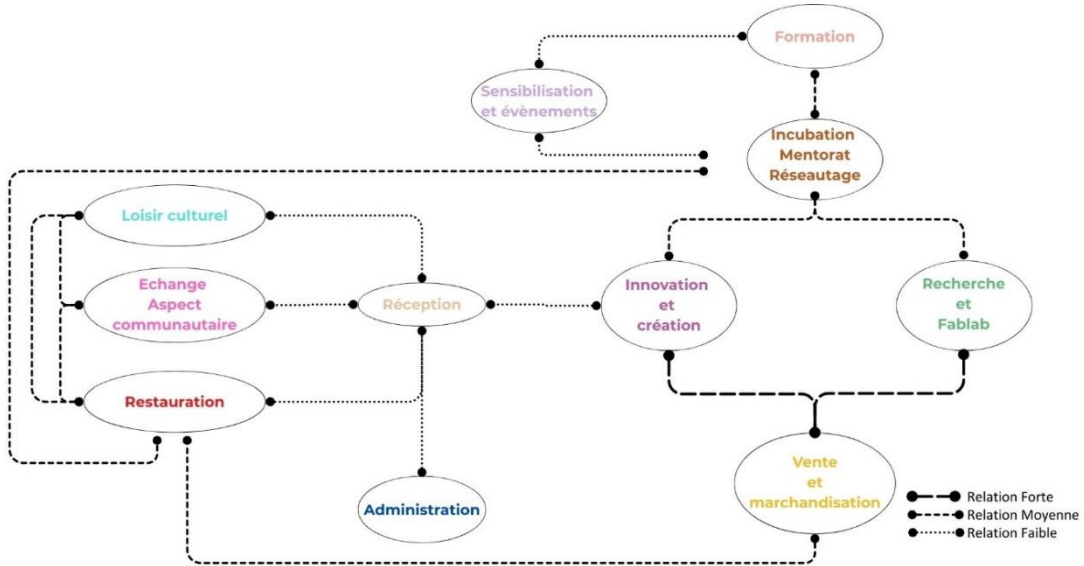 Formation
Sensibilisation
et évènements
Incubation
Mentorat
Réseautage
Loisir culturel
Echange
Aspect
communautaire
Réception
Innovation
et
création
Recherche
et
Fablab
Restauration
Administration
Vente
et
marchandisation
Relation Forte
Relation Moyenne
Relation Faible